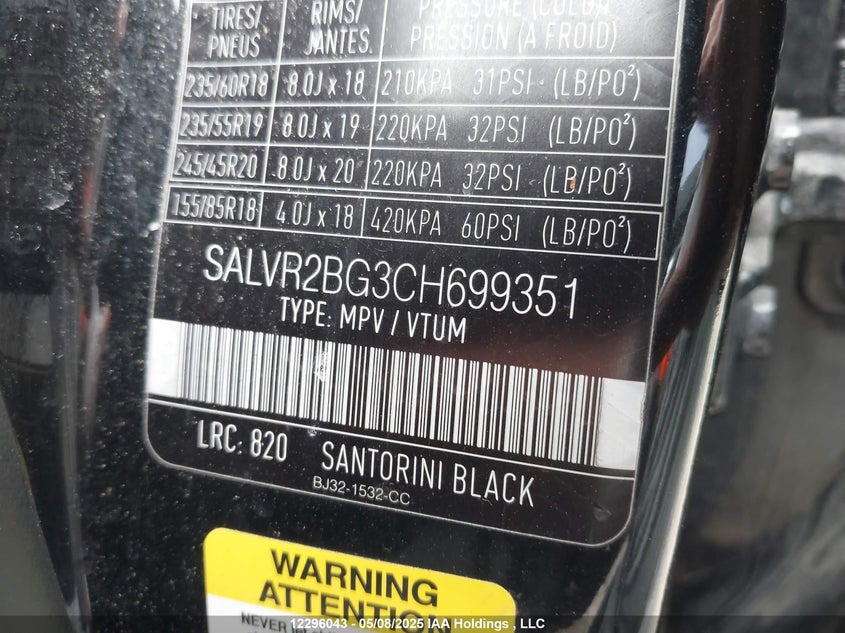 TIRES/ RIMS/ PRESSURE (COLD)
PNEUS JANTES. PRESSION (À FROID)
235/60R18 8.0J x 18 210KPA 31PSI (LB/PO²)
235/55R19 8.0J x 19 220KPA 32PSI (LB/PO²)
245/45R20 8.0J x 20 220KPA 32PSI (LB/PO²)
155/85R18 4.0J x 18 420KPA 60PSI (LB/PO²)
SALVR2BG3CH699351
TYPE: MPV / VTUM
LRC: 820 SANTORINI BLACK
BJ32-1532-CC
WARNING
ATTENTION
NEVER
12296043 - 05/08/2025 IAA Holdings , LLC